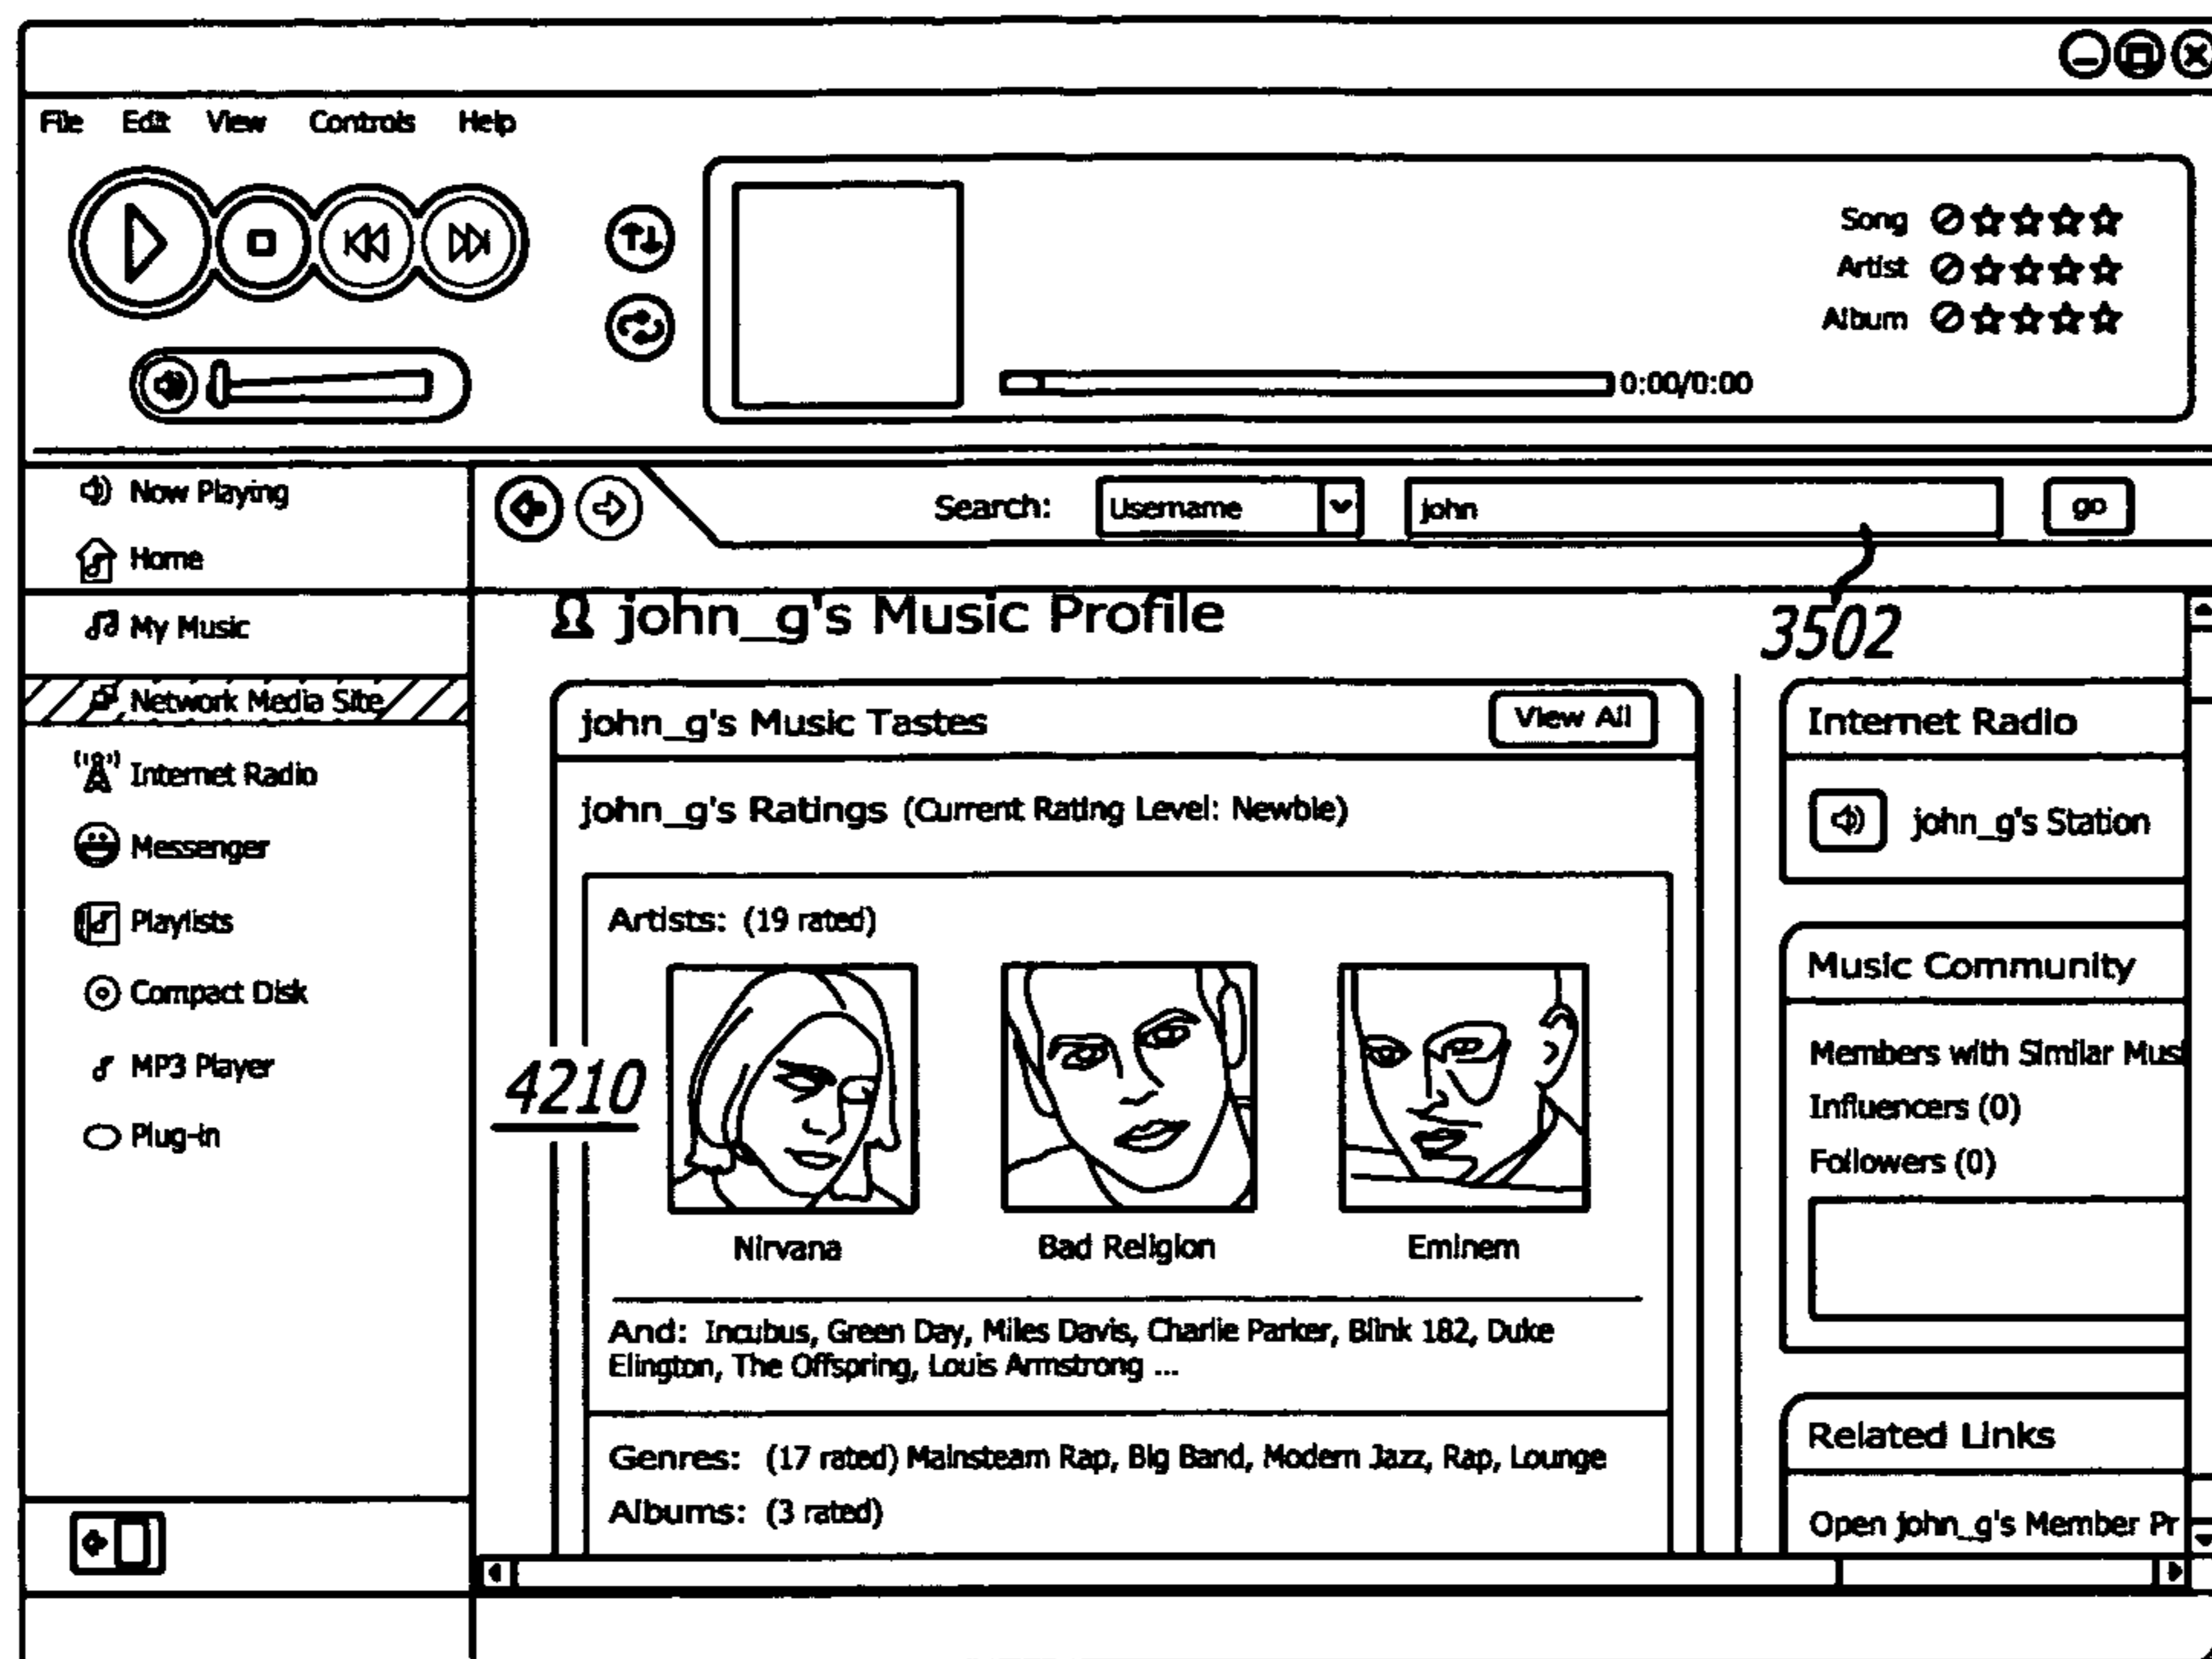 File Edit View Controls Help
Song
Artist
Album
0:00/0:00
Now Playing
Home
My Music
Network Media Site
Internet Radio
Messenger
Playlists
Compact Disk
MP3 Player
Plug-in
Search: Username john go
3502
john_g's Music Profile
john_g's Music Tastes View All
john_g's Ratings (Current Rating Level: Newbie)
Artists: (19 rated)
4210
Nirvana Bad Religion Eminem
And: Incubus, Green Day, Miles Davis, Charlie Parker, Blink 182, Duke
Elington, The Offspring, Louis Armstrong ...
Genres: (17 rated) Mainsteam Rap, Big Band, Modern Jazz, Rap, Lounge
Albums: (3 rated)
Internet Radio
john_g's Station
Music Community
Members with Similar Musi
Influencers (0)
Followers (0)
Related Links
Open john_g's Member Pr